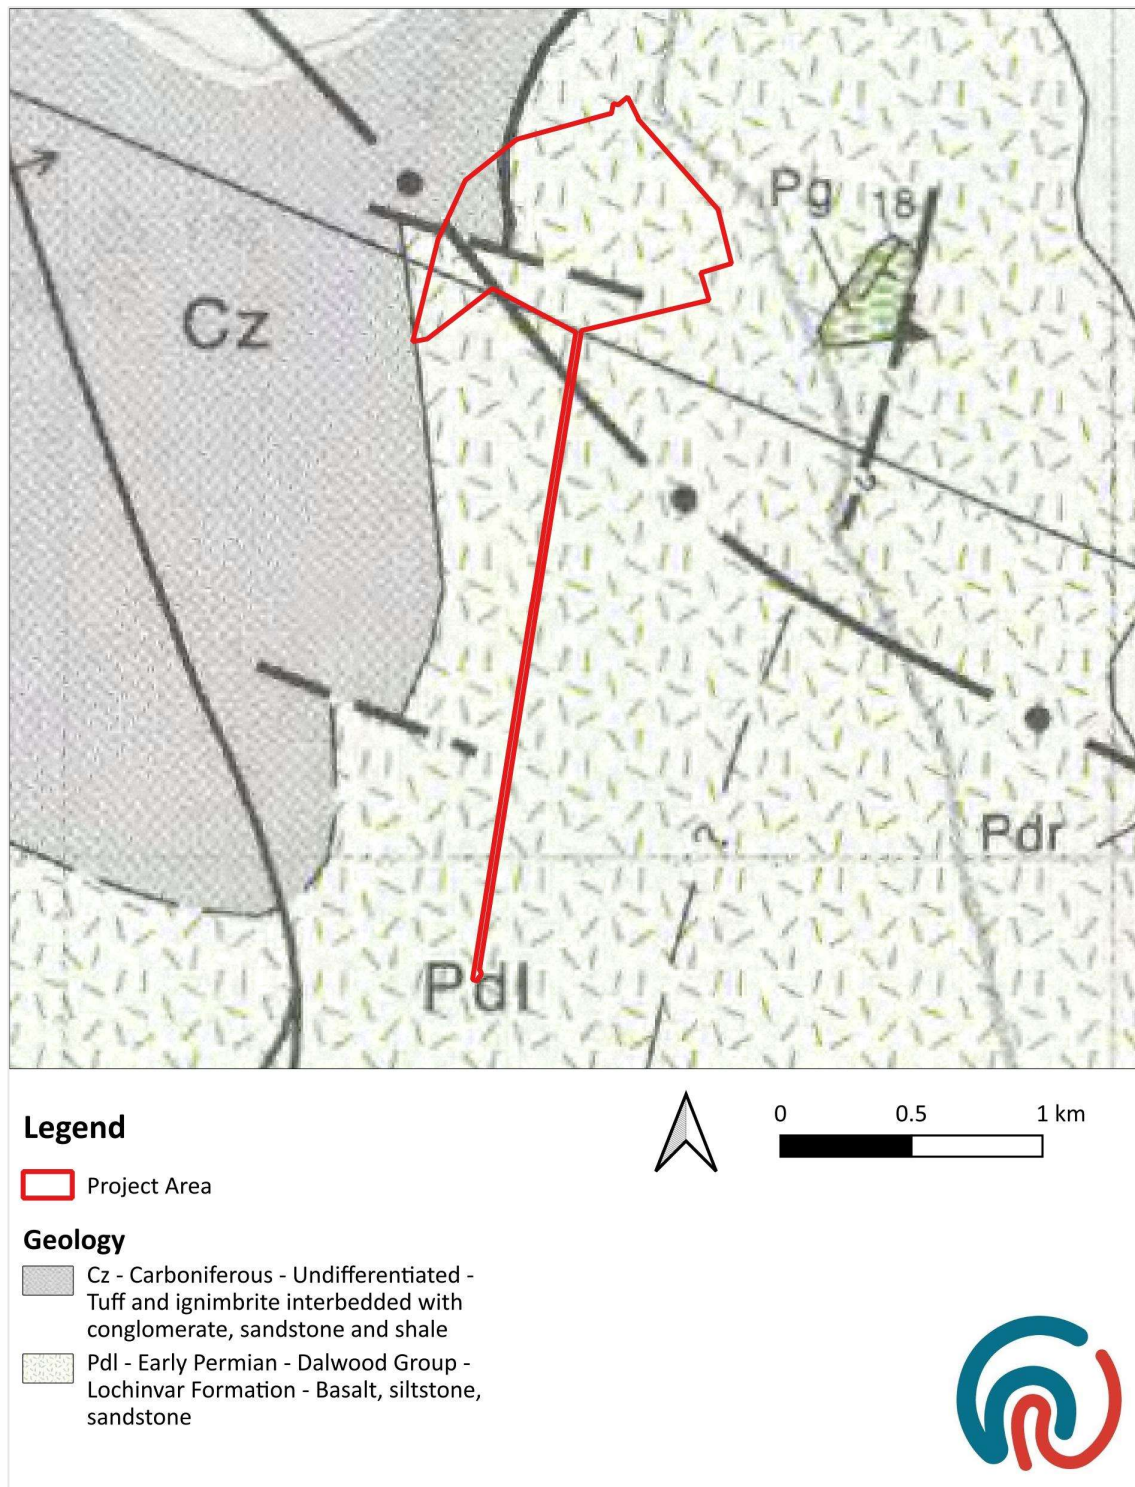 Pg
18
Cz
?
?
Pdr
Pdl
Legend
0 0.5 1 km
Project Area
Geology
Cz - Carboniferous - Undifferentiated -
Tuff and ignimbrite interbedded with
conglomerate, sandstone and shale
Pdl - Early Permian - Dalwood Group -
Lochinvar Formation - Basalt, siltstone,
sandstone